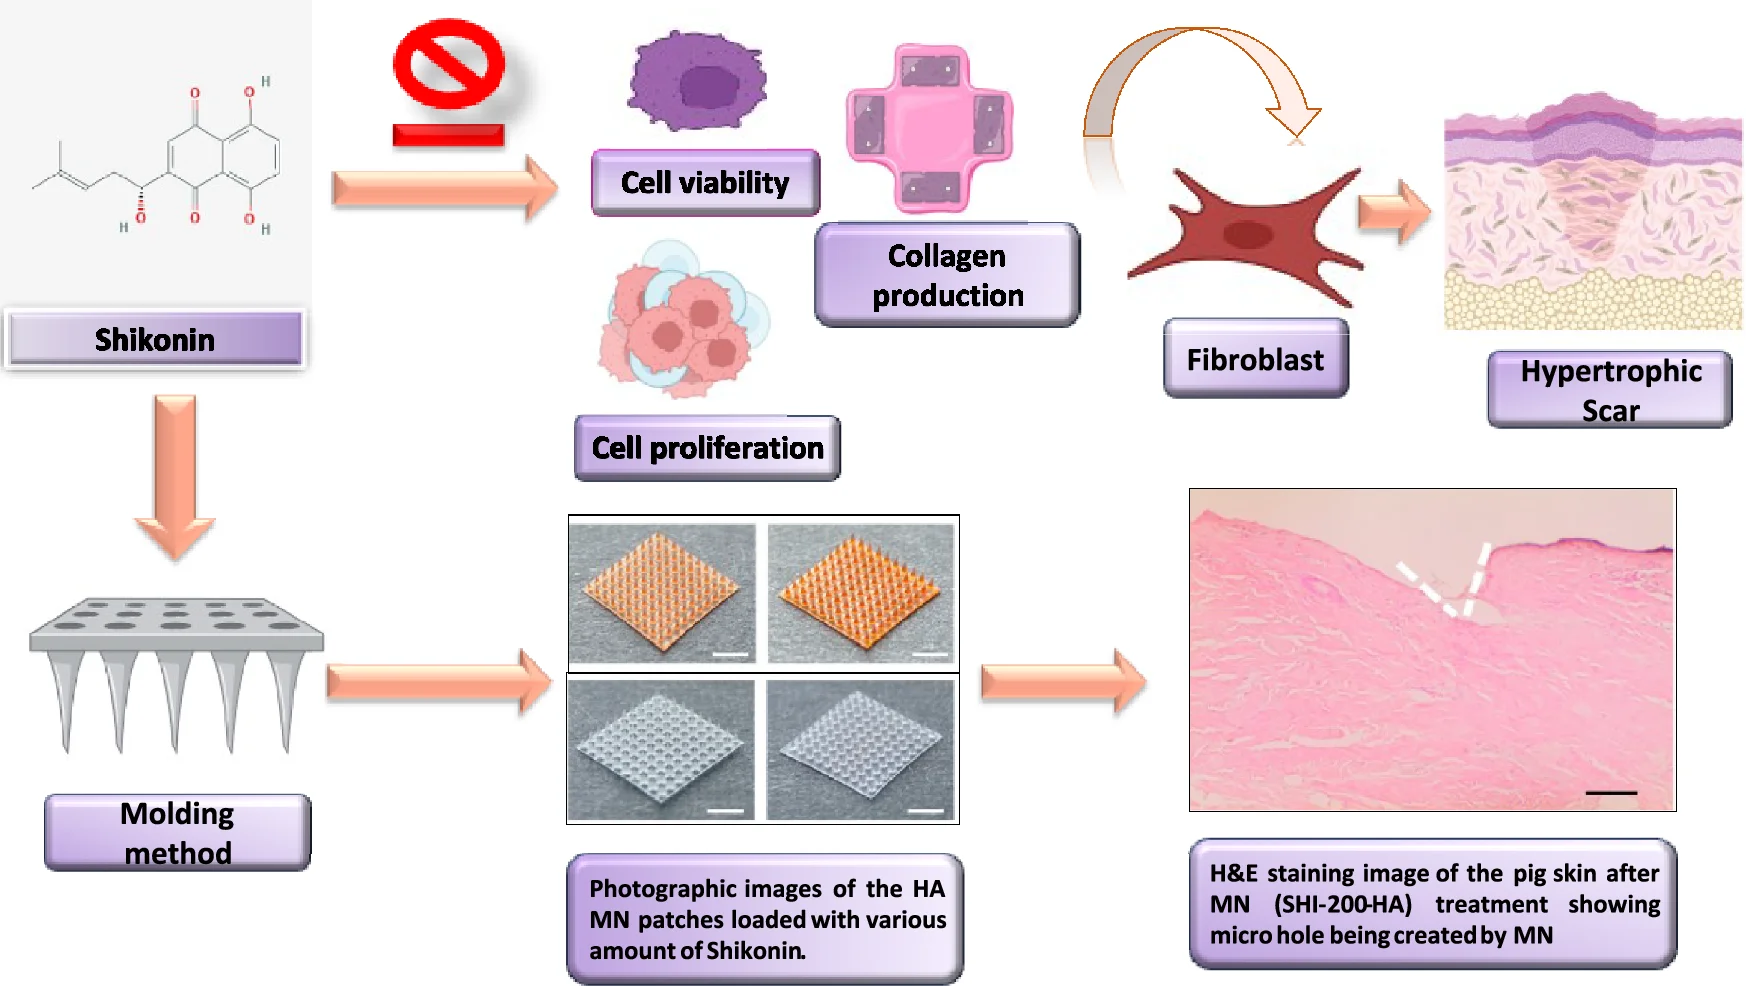 H
O
O
O
O
O
H
H
Shikonin
Cell viability
Collagen
production
Cell proliferation
Fibroblast
Hypertrophic
Scar
Molding
method
Photographic images of the HA
MN patches loaded with various
amount of Shikonin.
H&E staining image of the pig skin after
MN (SHI-200-HA) treatment showing
micro hole being created by MN